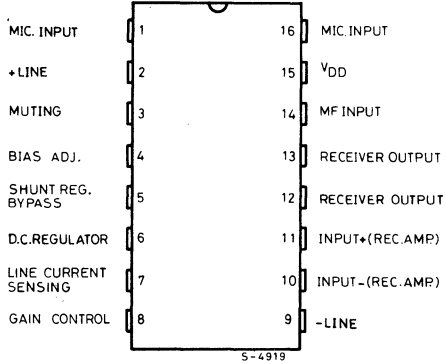 MIC. INPUT 1 16 MIC. INPUT
+LINE 2 15 VDD
MUTING 3 14 MF INPUT
BIAS ADJ. 4 13 RECEIVER OUTPUT
SHUNT REG.
BYPASS 5 12 RECEIVER OUTPUT
D.C. REGULATOR 6 11 INPUT+(REC.AMP.)
LINE CURRENT
SENSING 7 10 INPUT-(REC.AMP.)
GAIN CONTROL 8 9 -LINE
S-4919